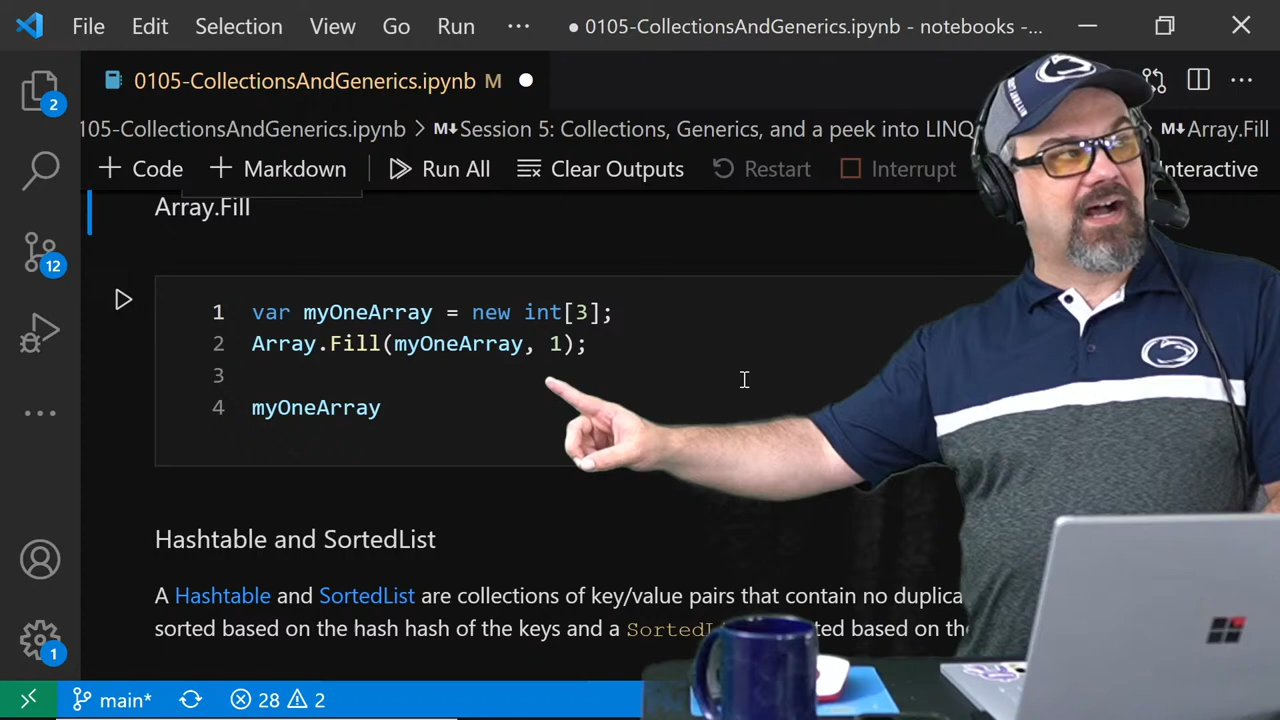 File Edit Selection View Go Run ··· ● 0105-CollectionsAndGenerics.ipynb - notebooks -...
0105-CollectionsAndGenerics.ipynb M
2
105-CollectionsAndGenerics.ipynb > M↓Session 5: Collections, Generics, and a peek into LINQ M↓Array.Fill
+ Code + Markdown Run All Clear Outputs Restart Interrupt Interactive
Array.Fill
12
1 var myOneArray = new int[3];
2 Array.Fill(myOneArray, 1);
3
4 myOneArray
Hashtable and SortedList
A Hashtable and SortedList are collections of key/value pairs that contain no
sorted based on the hash hash of the keys and a based on the
1
main* 28 2